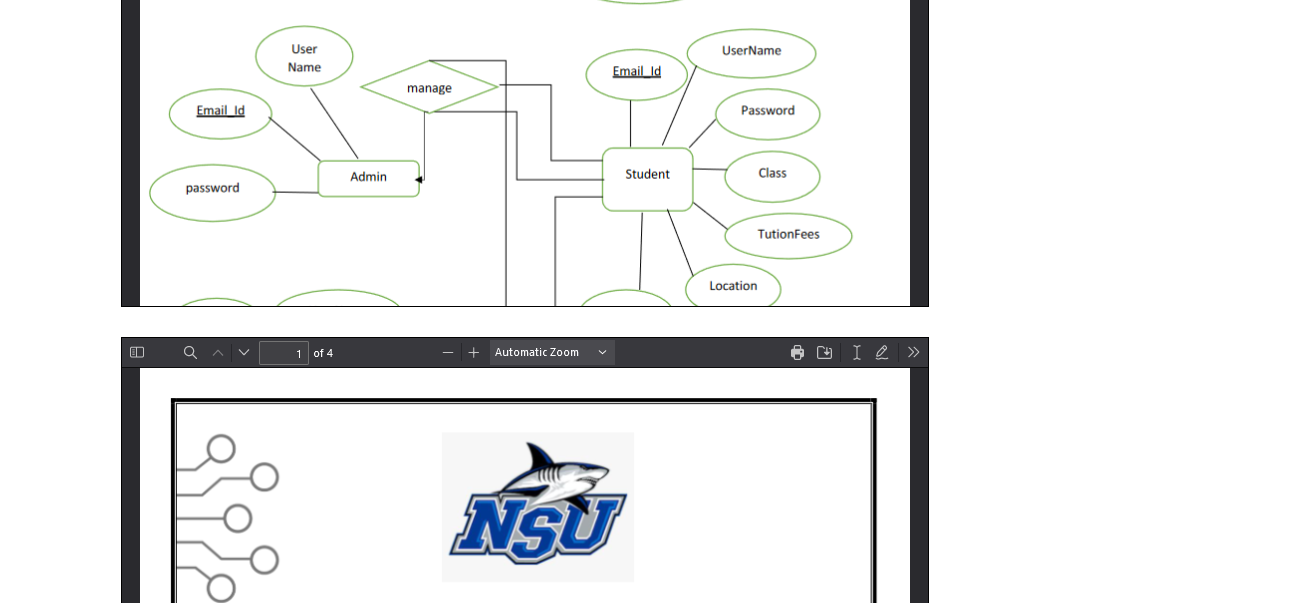 User
Name
manage
Email_Id
UserName
Email_Id
Password
Admin
Student
Class
password
TutionFees
Location
1 of 4
Automatic Zoom
NSU